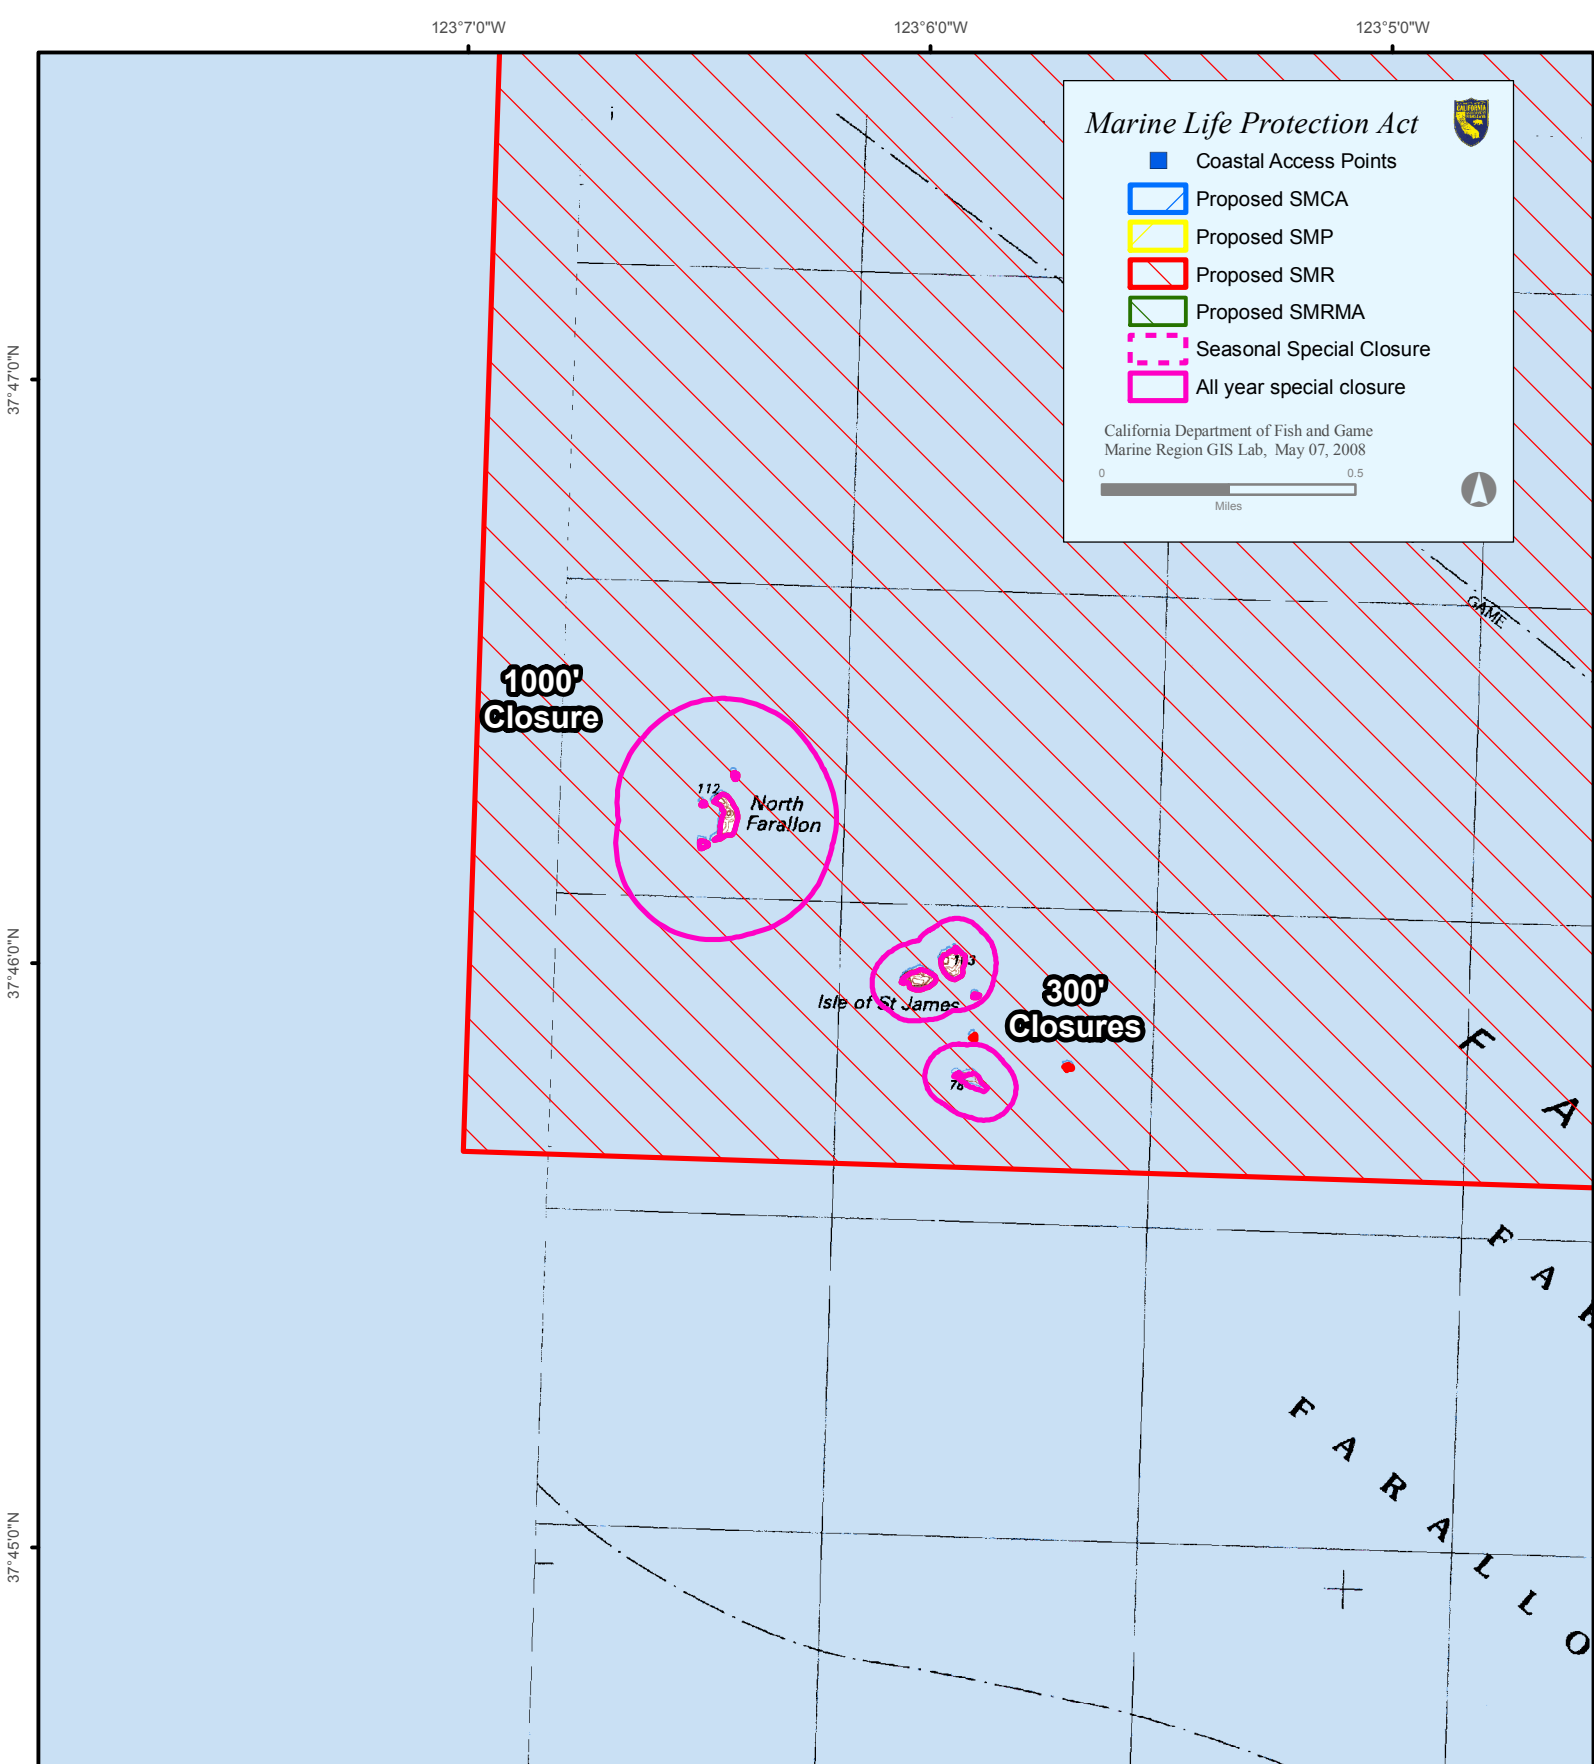 123°7'0"W
123°6'0"W
123°5'0"W
Marine Life Protection Act
CALIFORNIA
Coastal Access Points
Proposed SMCA
Proposed SMP
Proposed SMR
Proposed SMRMA
Seasonal Special Closure
All year special closure
California Department of Fish and Game
Marine Region GIS Lab, May 07, 2008
0
0.5
Miles
37°47'0"N
GAME
1000'
Closure
112
North
Farallon
37°46'0"N
Isle of St James
300'
Closures
78
F
A
F
A
F
A
R
A
L
L
O
37°45'0"N